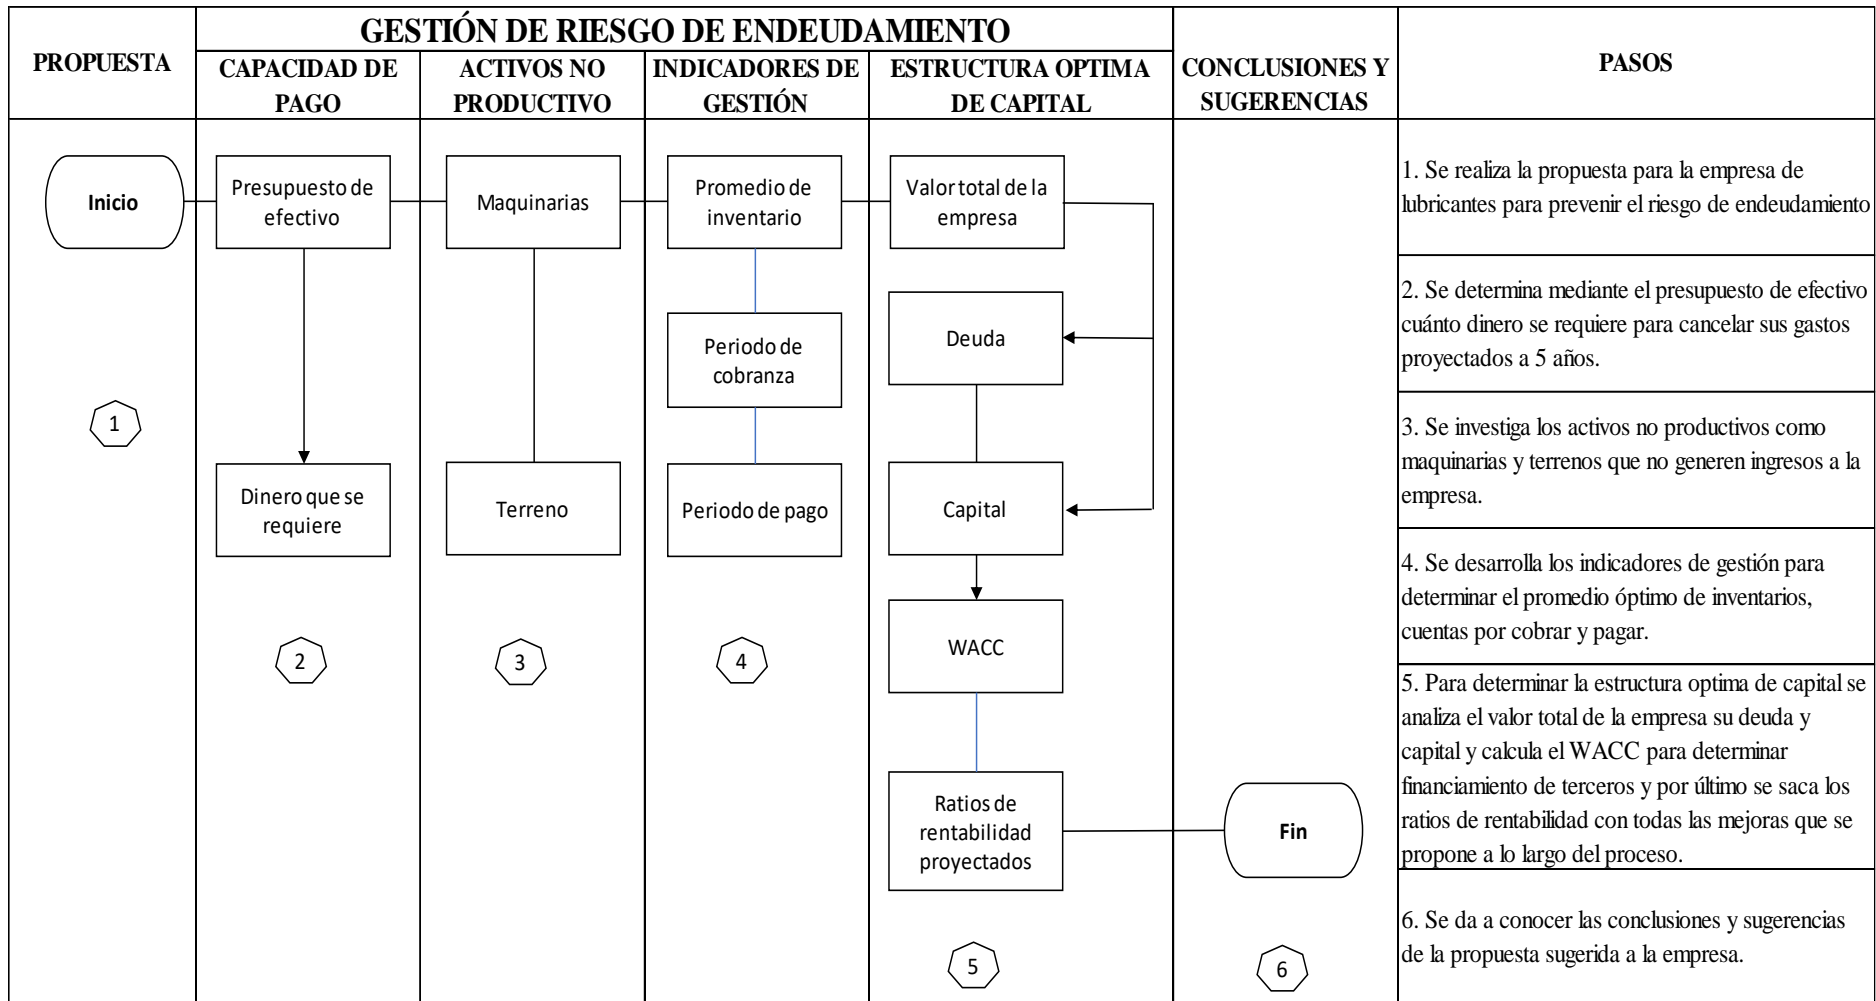 GESTIÓN DE RIESGO DE ENDEUDAMIENTO
PROPUESTA
CAPACIDAD DE
PAGO
ACTIVOS NO
PRODUCTIVO
INDICADORES DE
GESTIÓN
ESTRUCTURA OPTIMA
DE CAPITAL
CONCLUSIONES Y
SUGERENCIAS
PASOS
Inicio
1
Presupuesto de
efectivo
Dinero que se
requiere
2
Maquinarias
Terreno
3
Promedio de
inventario
Periodo de
cobranza
Periodo de pago
4
Valor total de la
empresa
Deuda
Capital
WACC
Ratios de
rentabilidad
proyectados
5
Fin
6
1. Se realiza la propuesta para la empresa de
lubricantes para prevenir el riesgo de endeudamiento
2. Se determina mediante el presupuesto de efectivo
cuánto dinero se requiere para cancelar sus gastos
proyectados a 5 años.
3. Se investiga los activos no productivos como
maquinarias y terrenos que no generen ingresos a la
empresa.
4. Se desarrolla los indicadores de gestión para
determinar el promedio óptimo de inventarios,
cuentas por cobrar y pagar.
5. Para determinar la estructura optima de capital se
analiza el valor total de la empresa su deuda y
capital y calcula el WACC para determinar
financiamiento de terceros y por último se saca los
ratios de rentabilidad con todas las mejoras que se
propone a lo largo del proceso.
6. Se da a conocer las conclusiones y sugerencias
de la propuesta sugerida a la empresa.